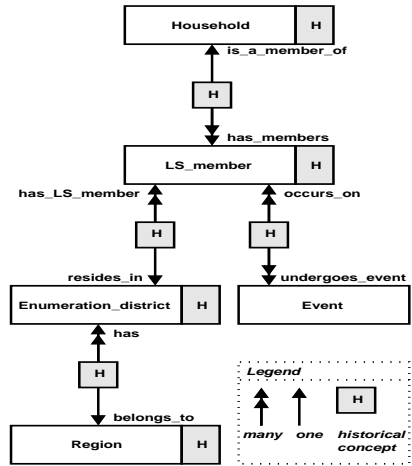 Household H
is_a_member_of
H
has_members
LS_member H
has_LS_member occurs_on
H H
resides_in undergoes_event
Enumeration_district H Event
has
H
belongs_to
Region H
Legend
H
many one historical
concept